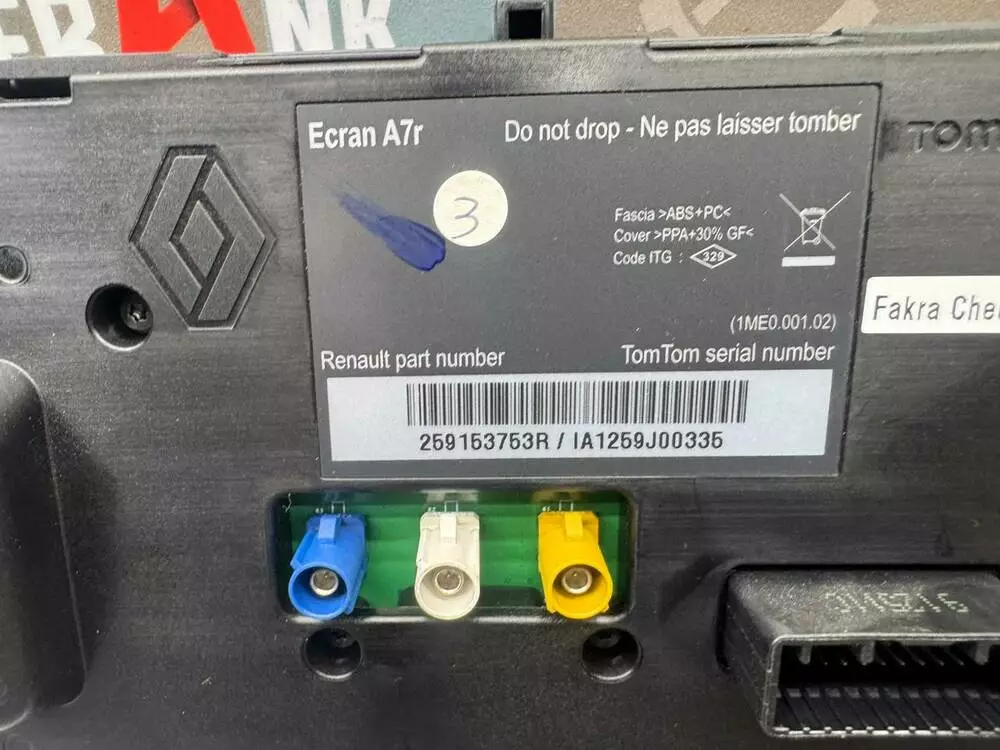 Ecran A7r
Do not drop - Ne pas laisser tomber
TOM
3
Fascia >ABS+PC<
Cover >PPA+30% GF<
Code ITG : 329
Fakra Che
(1ME0.001.02)
Renault part number
TomTom serial number
259153753R / IA1259J00335